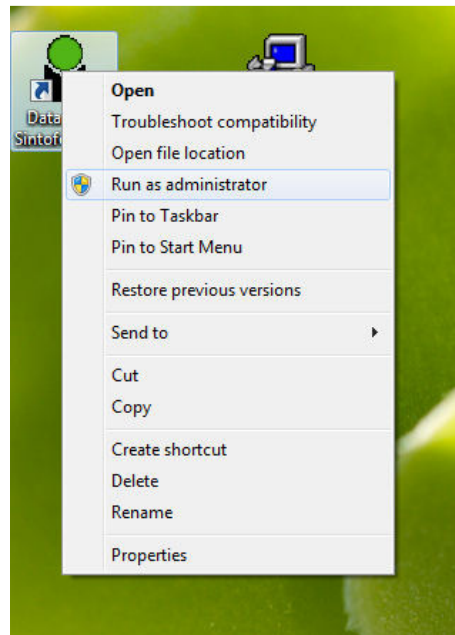 Data
Sintof
Open
Troubleshoot compatibility
Open file location
Run as administrator
Pin to Taskbar
Pin to Start Menu
Restore previous versions
Send to
Cut
Copy
Create shortcut
Delete
Rename
Properties